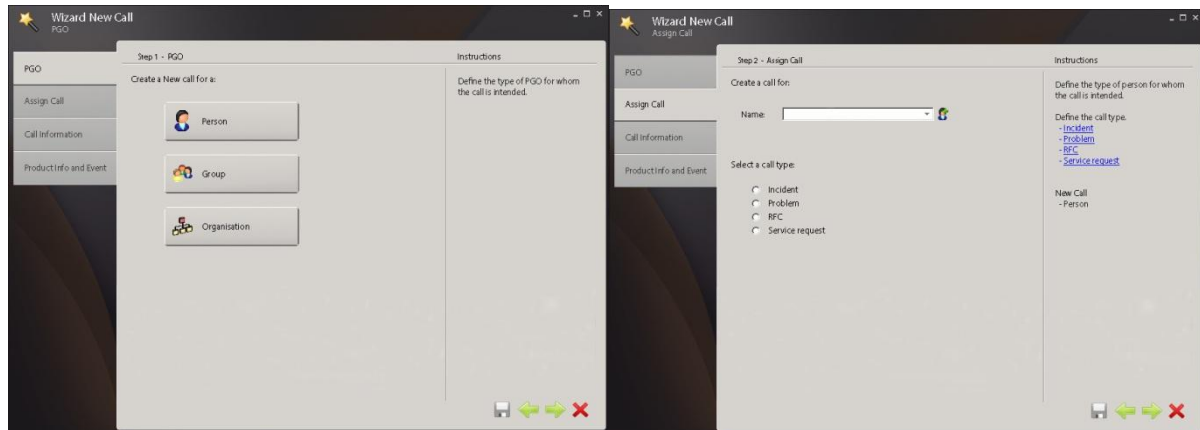 Wizard New Call
PGO
PGO
Assign Call
Call Information
Product Info and Event
Step 1 - PGO
Create a New call for a:
Person
Group
Organisation
Instructions
Define the type of PGO for whom
the call is intended.
Wizard New Call
Assign Call
PGO
Assign Call
Call Information
Product Info and Event
Step 2 - Assign Call
Create a call for:
Name:
Select a call type:
Incident
Problem
RFC
Service request
Instructions
Define the type of person for whom
the call is intended.
Define the call type.
- Incident
- Problem
- RFC
- Service request
New Call
- Person